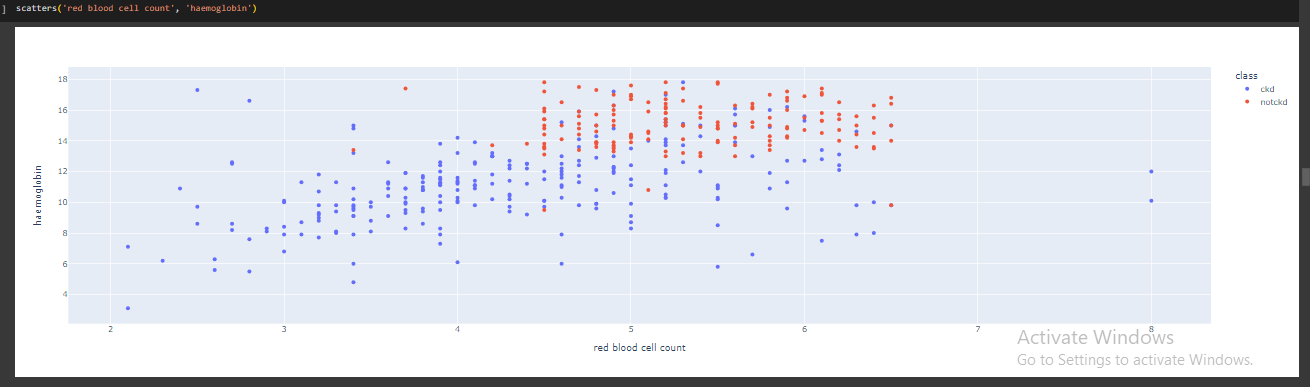 ] scatters('red blood cell count', 'haemoglobin')
class
ckd
notckd
18
16
14
12
10
8
6
4
haemoglobin
2 3 4 5 6 7 8
red blood cell count
Activate Windows
Go to Settings to activate Windows.